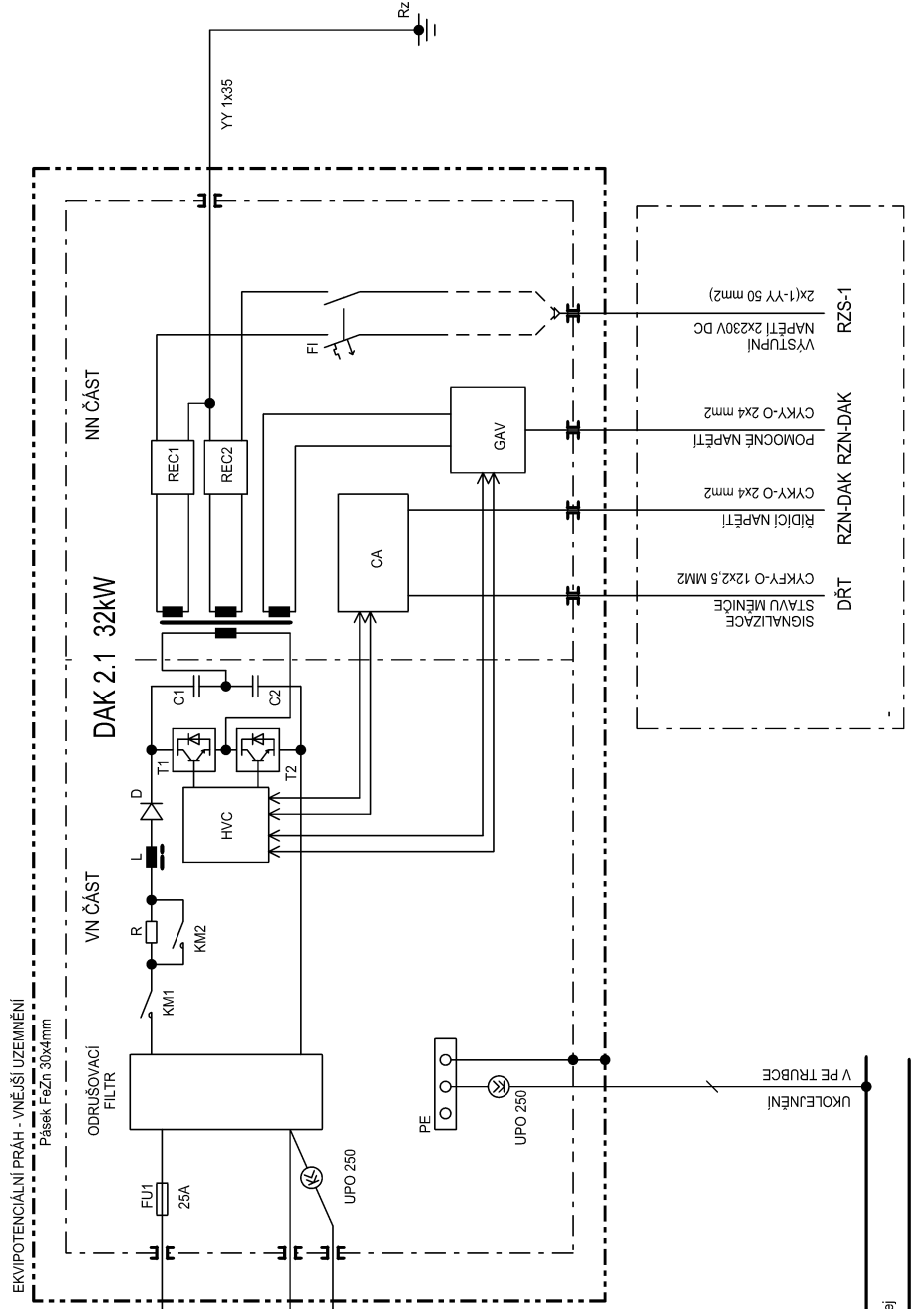 EKVIPOTENCIÁLNÍ PRÁH - VNĚJŠÍ UZEMNĚNÍ
Pásek FeZn 30x4mm
DAK 2.1 32kW
VN ČÁST
NN ČÁST
FU1
25A
UPO 250
ODRUŠOVACÍ
FILTR
KM1
R
KM2
L
D
T1
T2
HVC
C1
C2
REC1
REC2
FI
CA
GAV
YY 1x35
Rz
PE
UPO 250
UKOLEJNĚNÍ
V PE TRUBCE
SIGNALIZACE
STAVU MĚNIČE
CYKFY-O 12x2,5 MM2
DŘT
ŘÍDÍCÍ NAPĚTÍ
CYKY-O 2x4 mm2
RZN-DAK
POMOCNÉ NAPĚTÍ
CYKY-O 2x4 mm2
RZN-DAK
VÝSTUPNÍ
NAPĚTÍ 2x230V DC
2x(1-YY 50 mm2)
RZS-1
ej